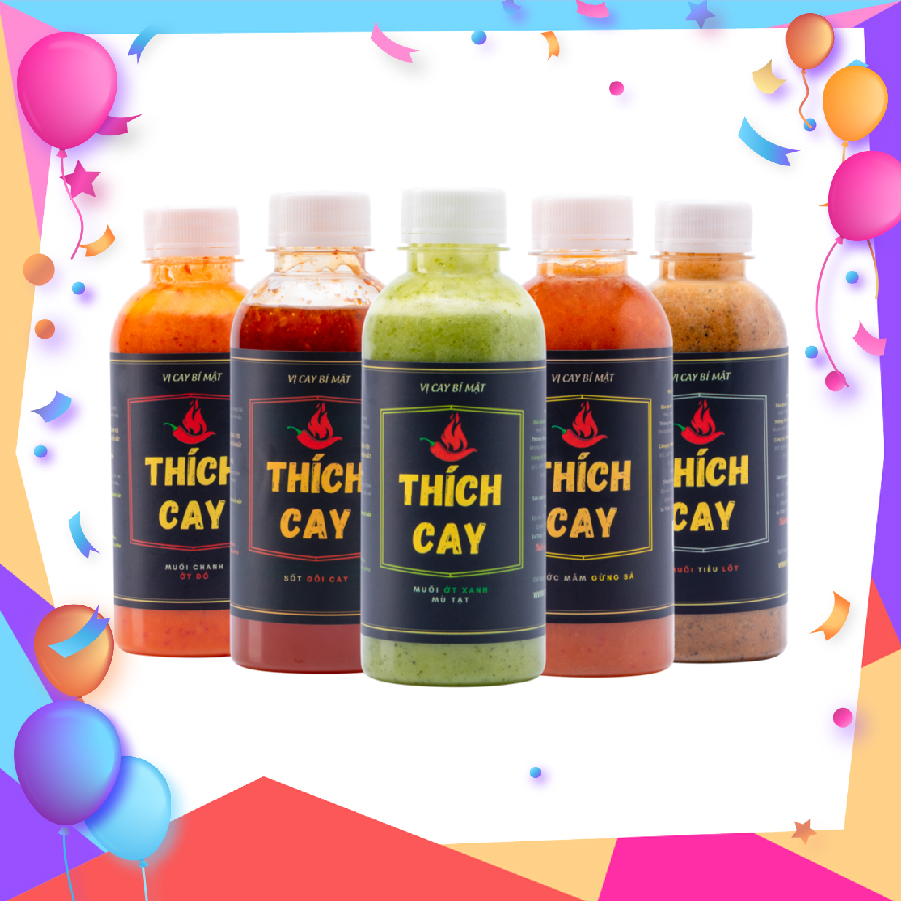 VỊ CAY BÍ MẬT
THÍCH
CAY
MUỐI CHANH
ỚT ĐỎ
VỊ CAY BÍ MẬT
THÍCH
CAY
SỐT GỎI CAY
VỊ CAY BÍ MẬT
THÍCH
CAY
MUỐI ỚT XANH
MÙ TẠT
VỊ CAY BÍ MẬT
THÍCH
CAY
MẮM GỪNG SẢ
VỊ CAY BÍ MẬT
THÍCH
CAY
TIÊU LỐT